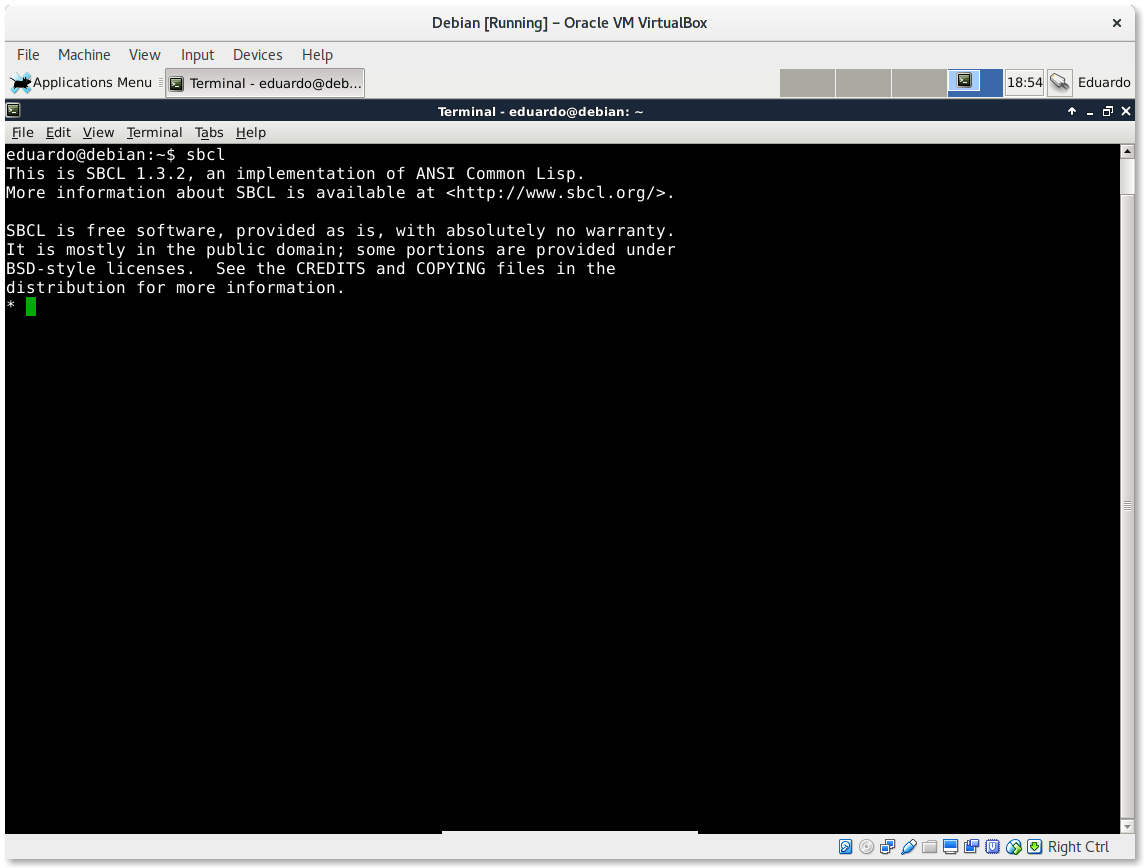 Debian [Running] – Oracle VM VirtualBox
File Machine View Input Devices Help
Applications Menu Terminal - eduardo@deb... 18:54 Eduardo
Terminal - eduardo@debian: ~
File Edit View Terminal Tabs Help
eduardo@debian:~$ sbcl
This is SBCL 1.3.2, an implementation of ANSI Common Lisp.
More information about SBCL is available at <http://www.sbcl.org/>.
SBCL is free software, provided as is, with absolutely no warranty.
It is mostly in the public domain; some portions are provided under
BSD-style licenses.  See the CREDITS and COPYING files in the
distribution for more information.
*
Right Ctrl